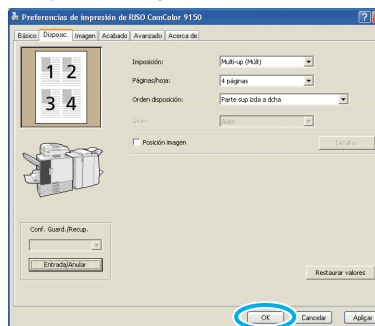 Preferencias de impresión de RISO ComColor 9150
Básico Disposic. Imagen Acabado Avanzado Acerca de
1 2
3 4
Imposición: Multi-up (Múlt)
Páginas/hoja: 4 páginas
Orden disposición: Parte sup izda a dcha
Girar: Auto
Posición imagen Detalles
Conf. Guard./Recup.
Entrada/Anular
Restaurar valores
OK Cancelar Aplicar